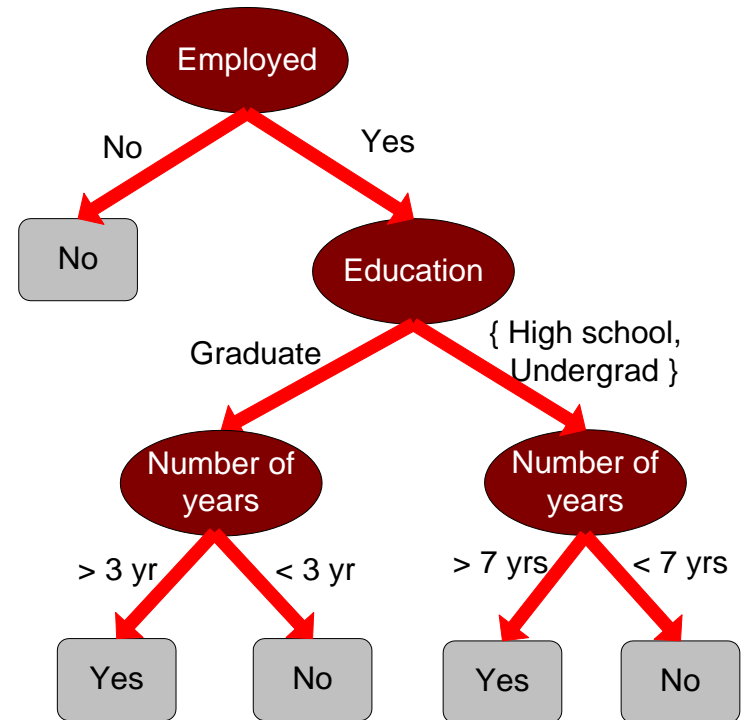 Employed
No
Yes
No
Education
Graduate
{ High school,
Undergrad }
Number of
years
Number of
years
> 3 yr
< 3 yr
> 7 yrs
< 7 yrs
Yes
No
Yes
No